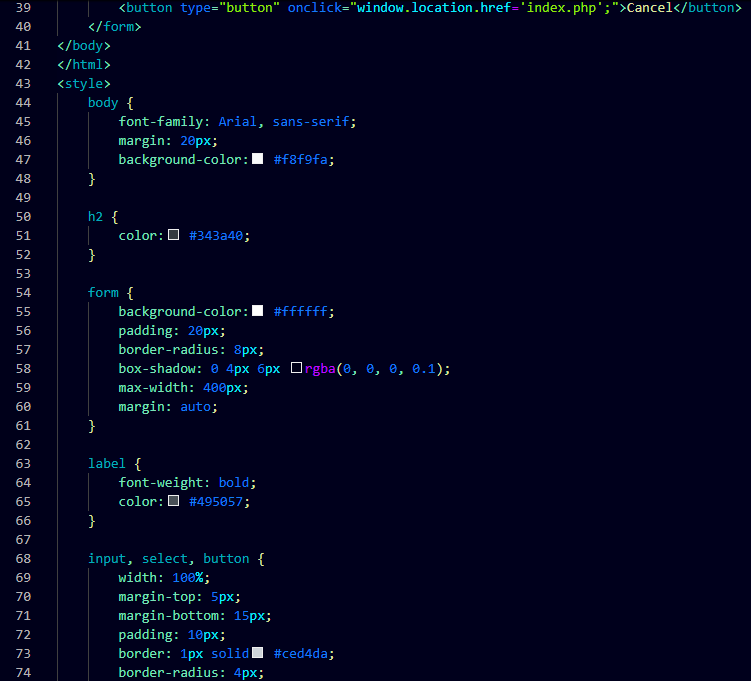 39 <button type="button" onclick="window.location.href='index.php';">Cancel</button>
40 </form>
41 </body>
42 </html>
43 <style>
44 body {
45 font-family: Arial, sans-serif;
46 margin: 20px;
47 background-color: #f8f9fa;
48 }
49
50 h2 {
51 color: #343a40;
52 }
53
54 form {
55 background-color: #ffffff;
56 padding: 20px;
57 border-radius: 8px;
58 box-shadow: 0 4px 6px rgba(0, 0, 0, 0.1);
59 max-width: 400px;
60 margin: auto;
61 }
62
63 label {
64 font-weight: bold;
65 color: #495057;
66 }
67
68 input, select, button {
69 width: 100%;
70 margin-top: 5px;
71 margin-bottom: 15px;
72 padding: 10px;
73 border: 1px solid #ced4da;
74 border-radius: 4px;